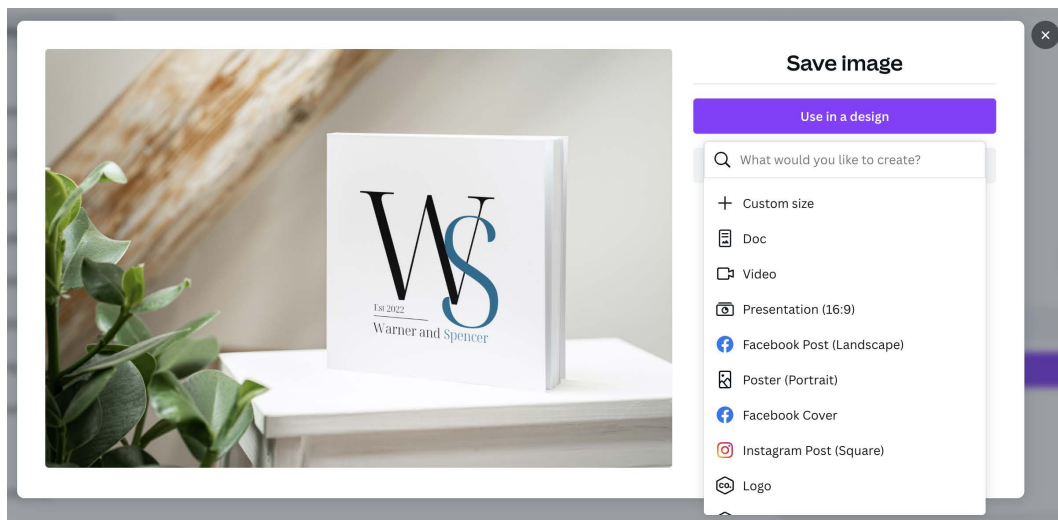 Save image
Use in a design
What would you like to create?
Custom size
Doc
Video
Presentation (16:9)
Facebook Post (Landscape)
Poster (Portrait)
Facebook Cover
Instagram Post (Square)
CO. Logo
WS
Est 2022
Warner and Spencer